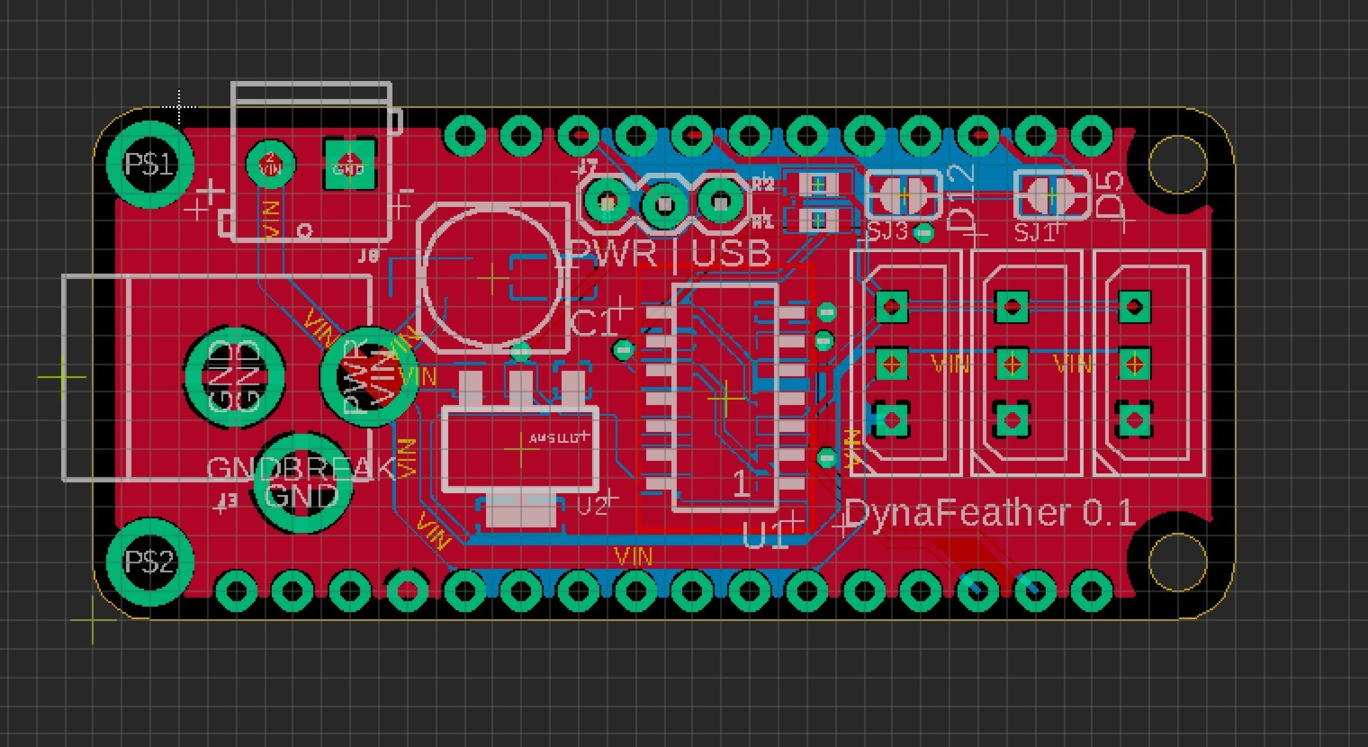 P$1
2
VIN
1
GND
VIN
J7
R2
R1
D12
D5
SJ3
SJ1
PWR | USB
J8
C1
VIN
VIN
VIN
GND
GND
PWR
VIN
VIN
VIN
VIN
VIN
GNDBREAK
GND
J3
U2
1
U1
DynaFeather 0.1
VIN
VIN
P$2